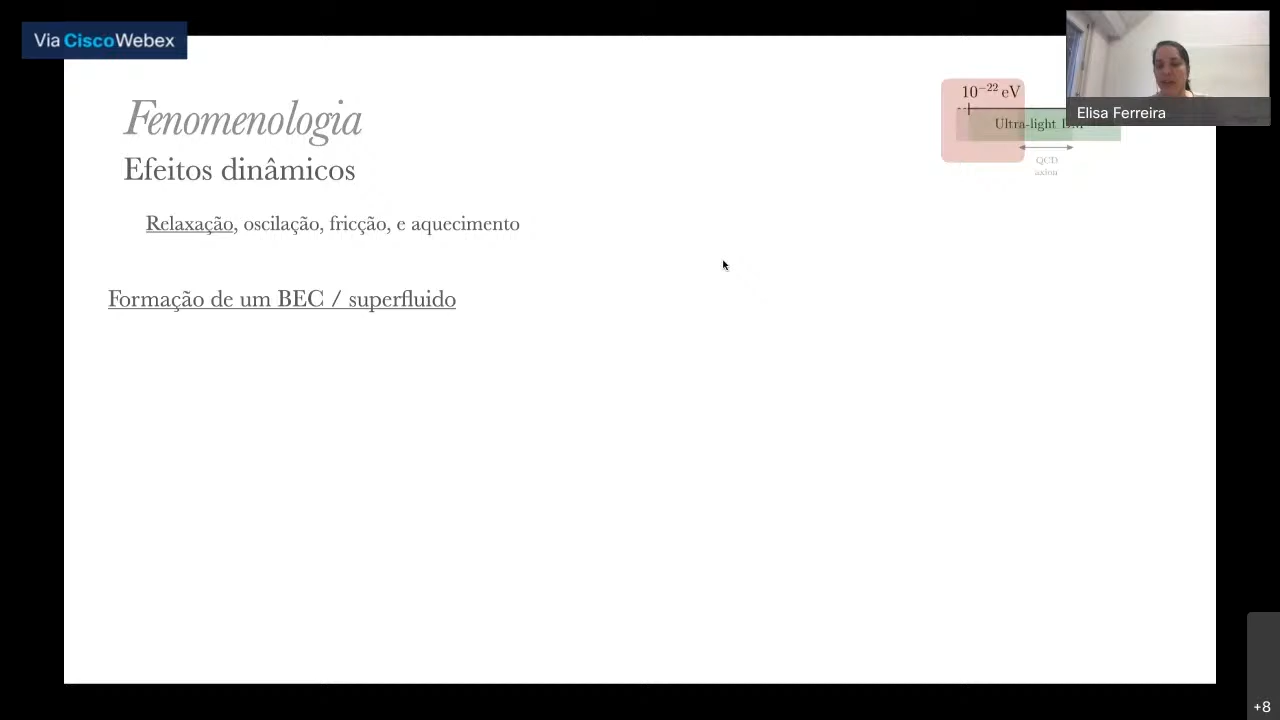 Via CiscoWebex
Fenomenologia
Efeitos dinâmicos
Relaxação, oscilação, fricção, e aquecimento
Formação de um BEC / superfluido
10⁻²² eV
Ultra-light DM
QCD
axion
Elisa Ferreira
+8